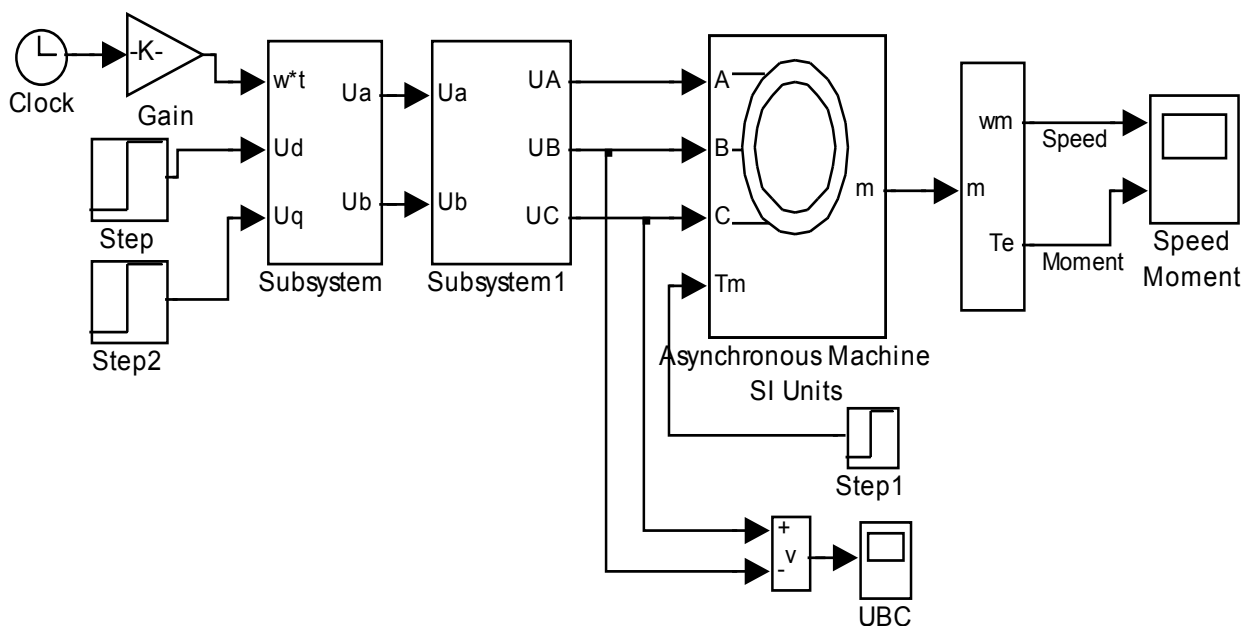 Clock
-K-
Gain
Step
Step2
w*t
Ud
Uq
Ua
Ub
Subsystem
Ua
Ub
UA
UB
UC
Subsystem1
A
B
C
Tm
m
Asynchronous Machine
SI Units
Step1
m
wm
Te
Speed
Moment
Speed
Moment
+
v
-
UBC